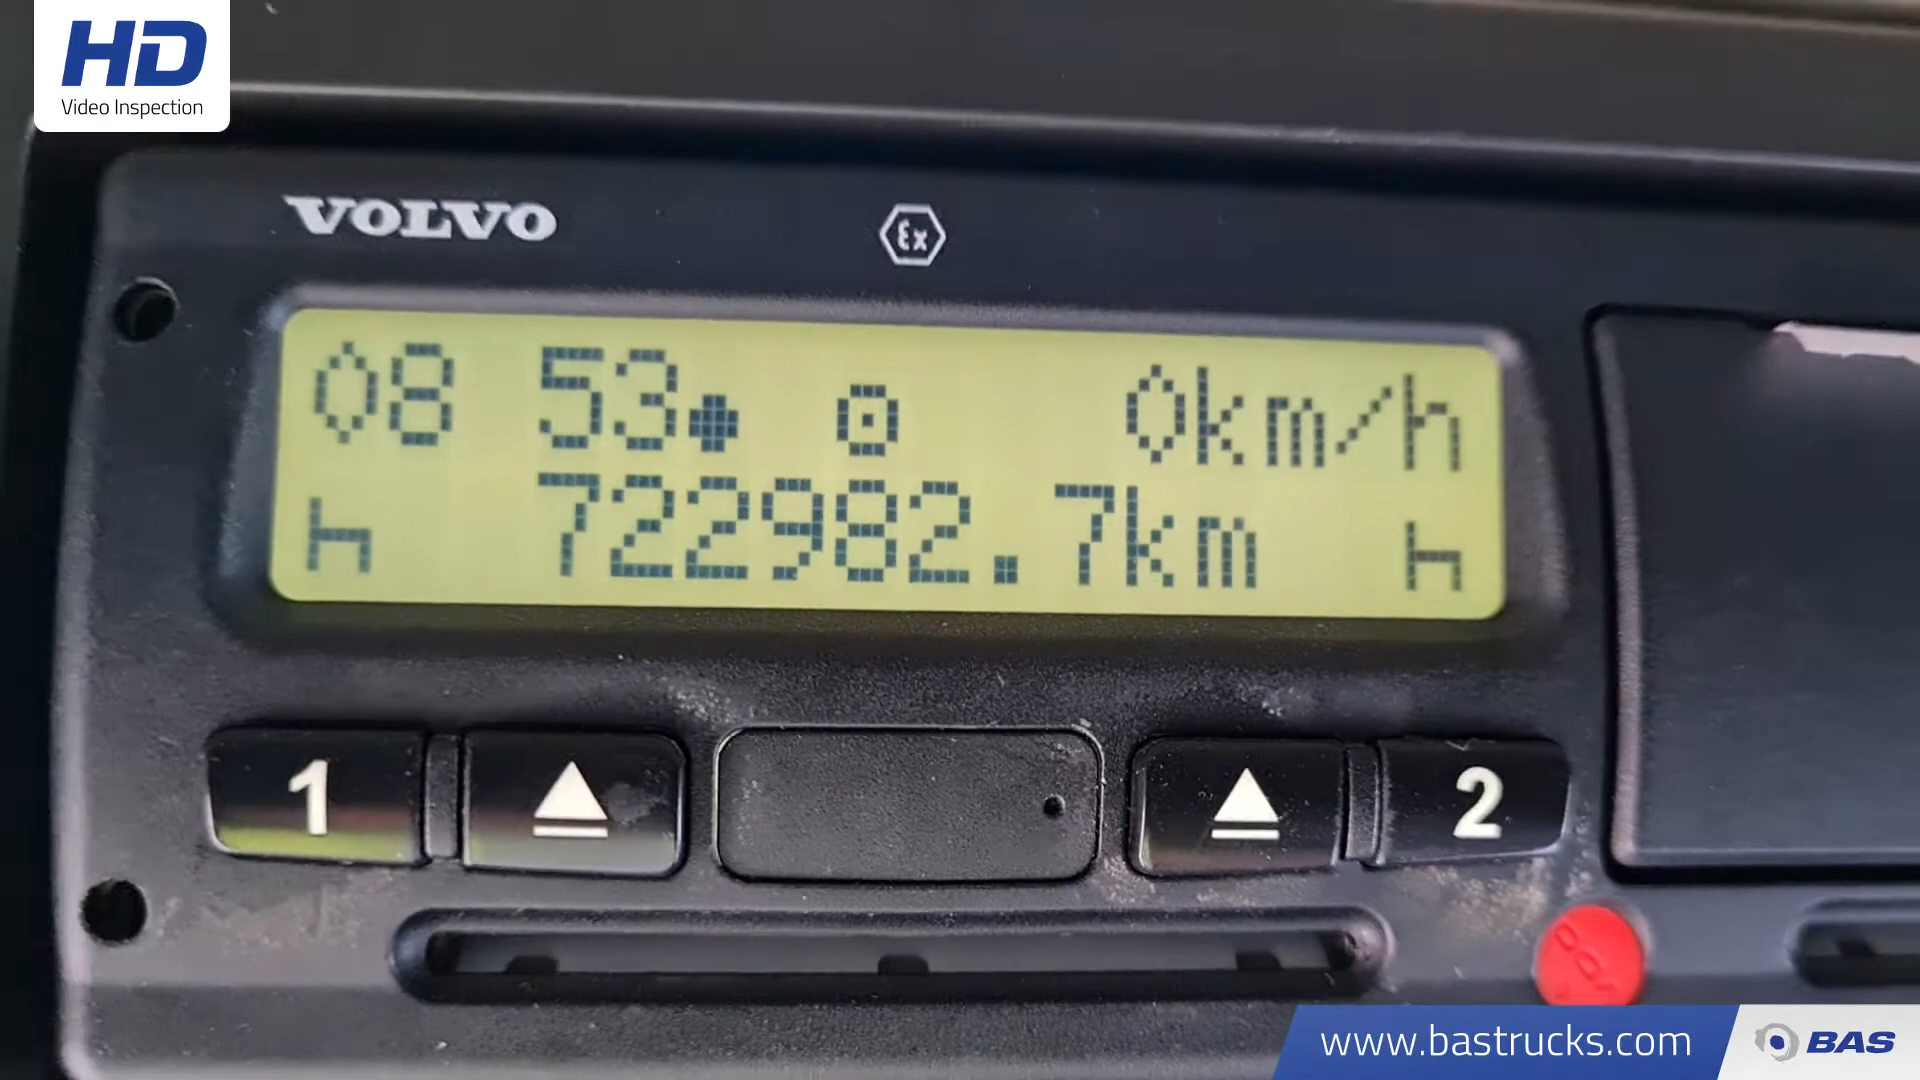 HD
Video Inspection
VOLVO
Ex
08 53 0km/h
h 722982.7km h
1 2
www.bastrucks.com BAS